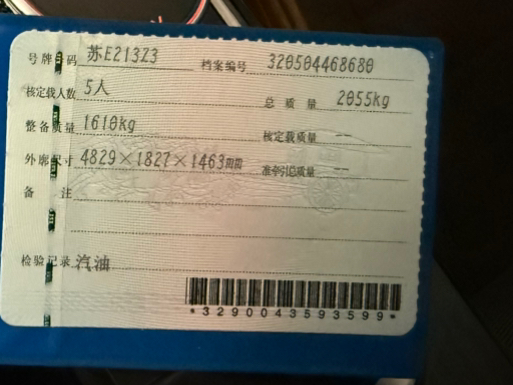 号牌号码 苏E213Z3 档案编号 320504468680
核定载人数 5人 总质量 2055kg
整备质量 1610kg 核定载质量 --
外廓尺寸 4829×1827×1463mm 准牵引总质量 --
备注
检验记录 汽油
*3290043593599*